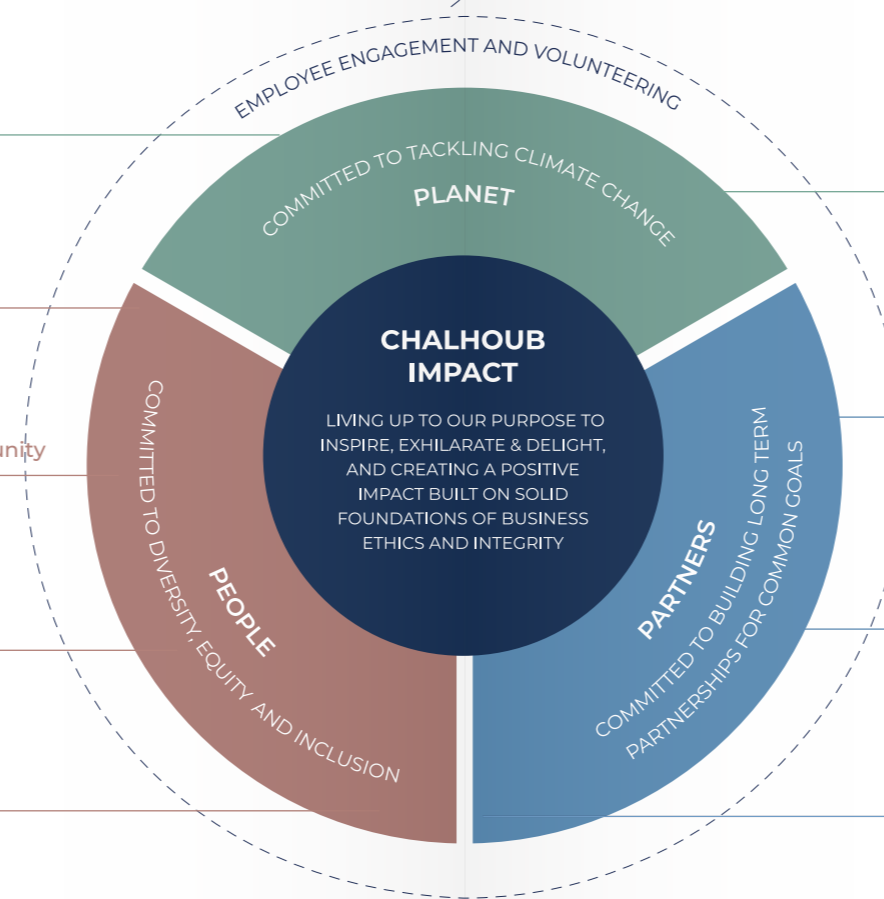 EMPLOYEE ENGAGEMENT AND VOLUNTEERING
COMMITTED TO TACKLING CLIMATE CHANGE
PLANET
CHALHOUB
IMPACT
LIVING UP TO OUR PURPOSE TO
INSPIRE, EXHILARATE & DELIGHT,
AND CREATING A POSITIVE
IMPACT BUILT ON SOLID
FOUNDATIONS OF BUSINESS
ETHICS AND INTEGRITY
PEOPLE
COMMITTED TO DIVERSITY, EQUITY AND INCLUSION
PARTNERS
COMMITTED TO BUILDING LONG TERM
PARTNERSHIPS FOR COMMON GOALS